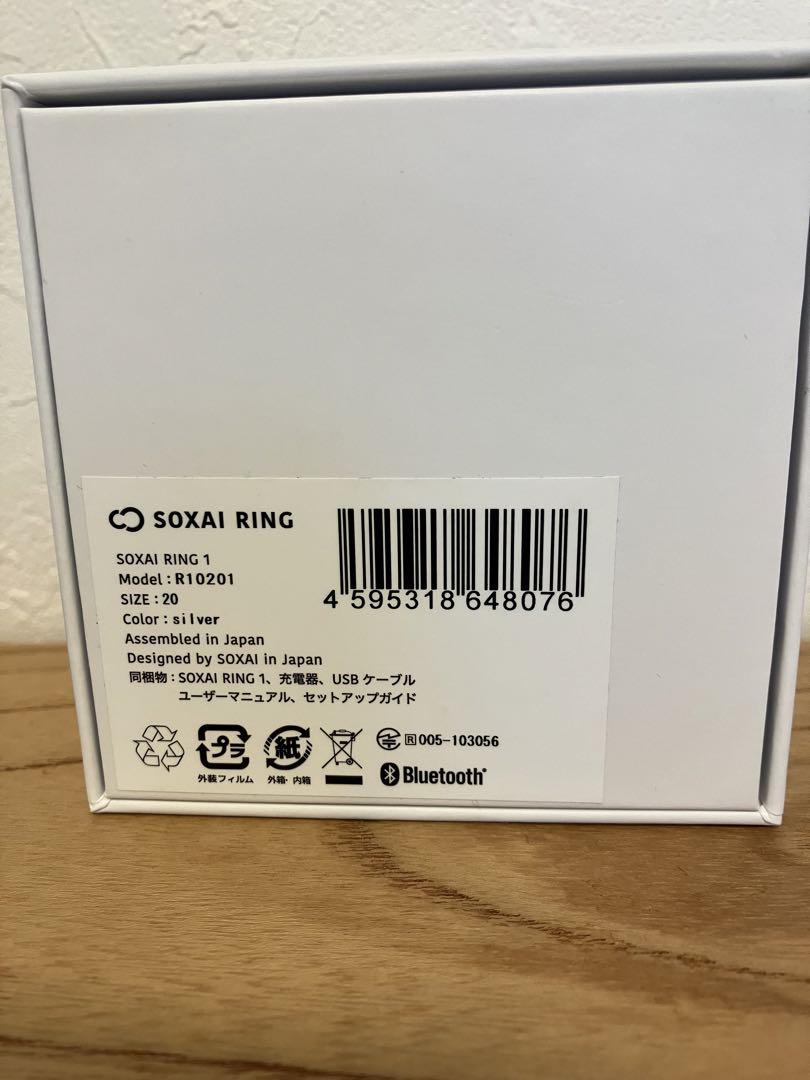 SOXAI RING
SOXAI RING 1
Model : R10201
SIZE : 20
Color : silver
Assembled in Japan
Designed by SOXAI in Japan
同梱物 : SOXAI RING 1、充電器、USB ケーブル
ユーザーマニュアル、セットアップガイド
4 595318 648076
プラ
外装フィルム
紙
外箱・内箱
R 005-103056
Bluetooth®